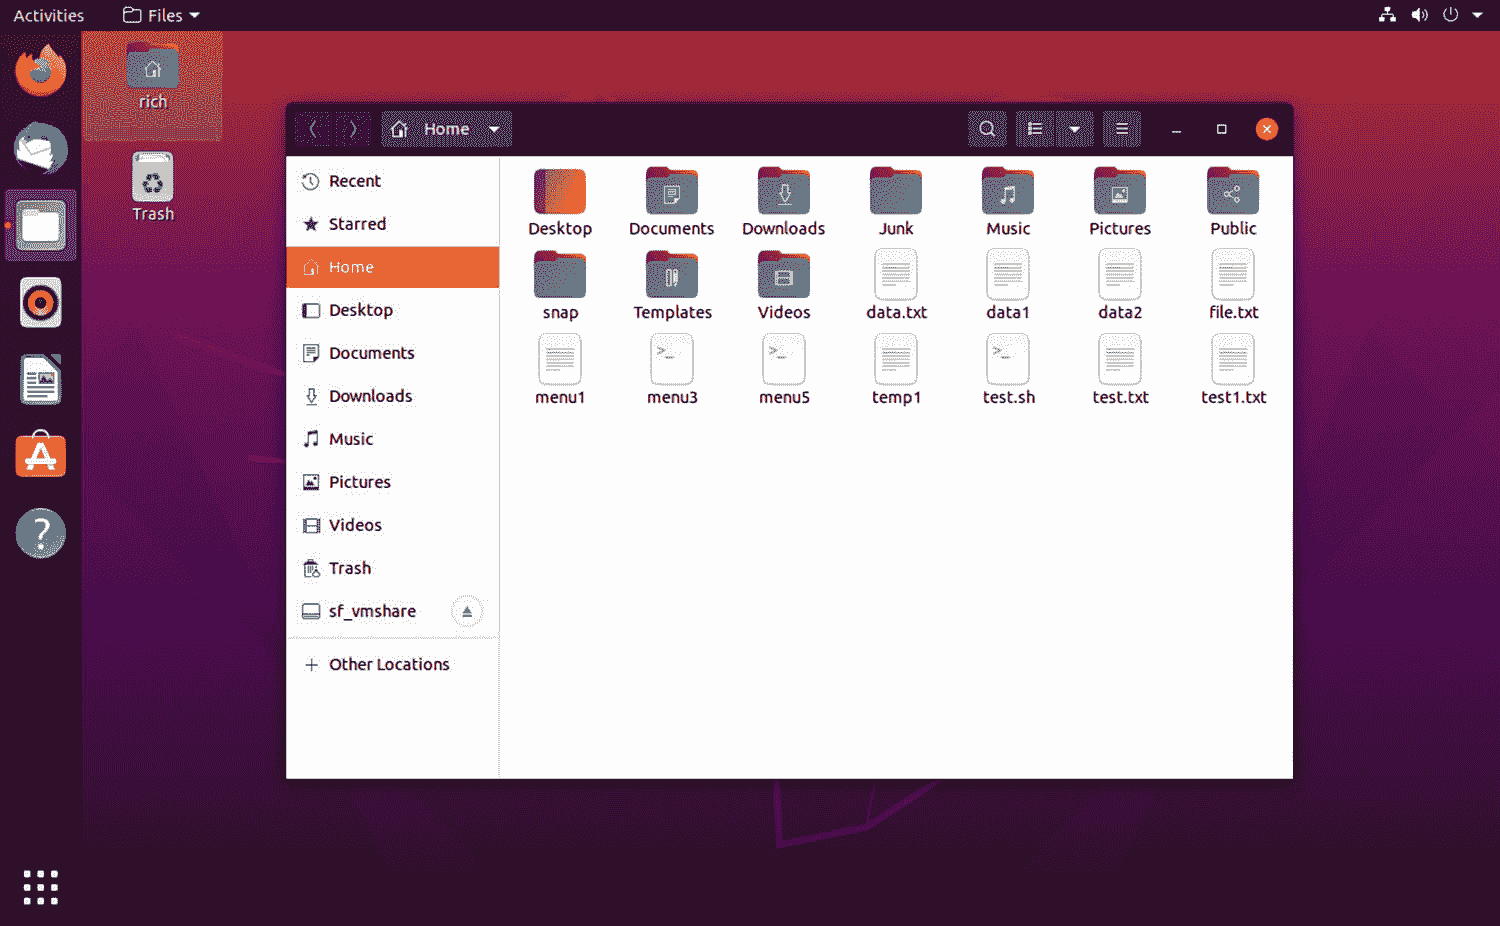 Activities
Files
rich
Trash
Home
Recent
Starred
Home
Desktop
Documents
Downloads
Music
Pictures
Videos
Trash
sf_vmshare
Other Locations
Desktop Documents Downloads Junk Music Pictures Public
snap Templates Videos data.txt data1 data2 file.txt
menu1 menu3 menu5 temp1 test.sh test.txt test1.txt